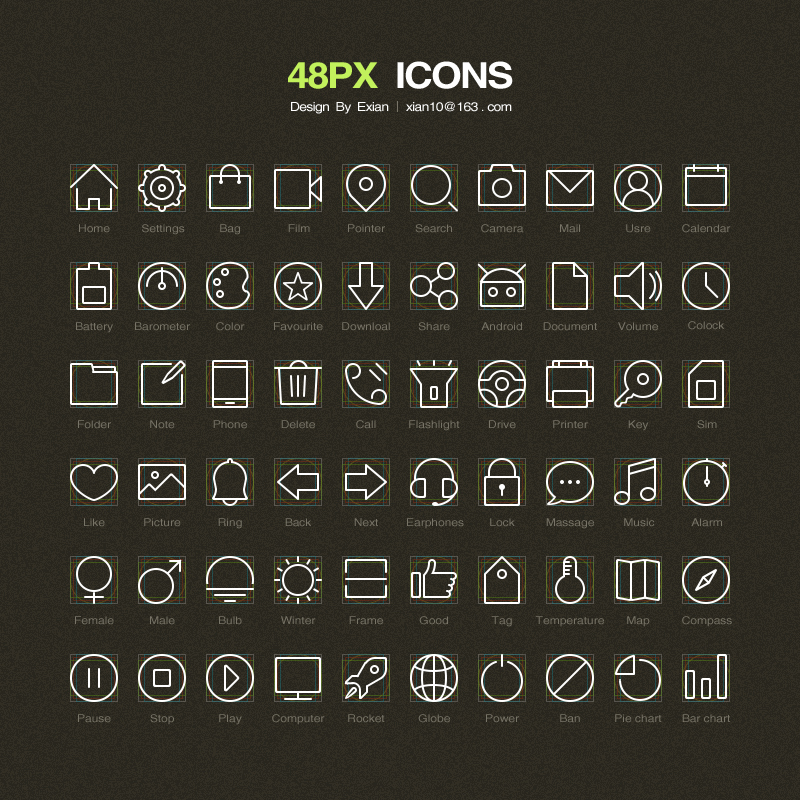 48PX ICONS
Design By Exian | xian10@163.com
Home Settings Bag Film Pointer Search Camera Mail Usre Calendar
Battery Barometer Color Favourite Downloal Share Android Document Volume Colock
Folder Note Phone Delete Call Flashlight Drive Printer Key Sim
Like Picture Ring Back Next Earphones Lock Massage Music Alarm
Female Male Bulb Winter Frame Good Tag Temperature Map Compass
Pause Stop Play Computer Rocket Globe Power Ban Pie chart Bar chart